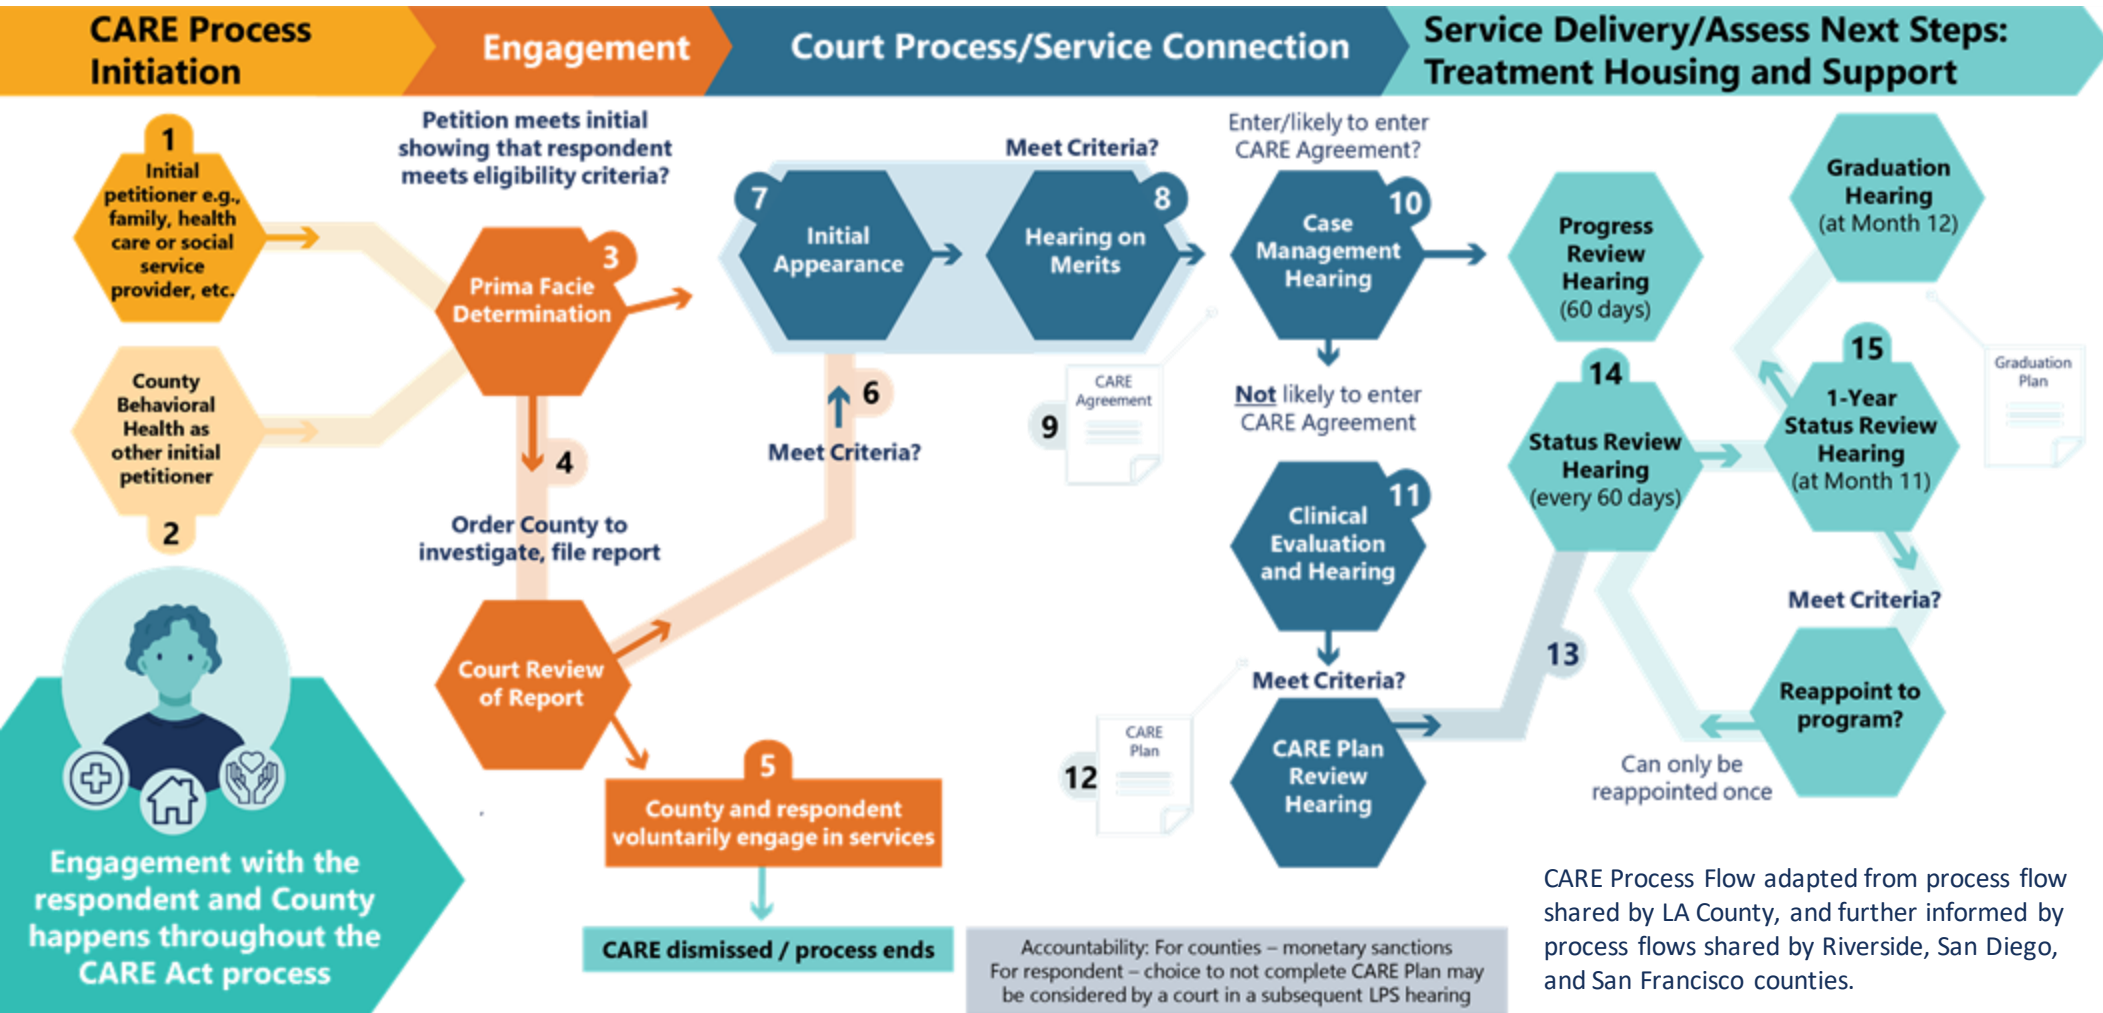 CARE Process
Initiation
Engagement
Court Process/Service Connection
Service Delivery/Assess Next Steps:
Treatment Housing and Support
1
Initial
petitioner e.g.,
family, health
care or social
service
provider, etc.
County
Behavioral
Health as
other initial
petitioner
2
Petition meets initial
showing that respondent
meets eligibility criteria?
3
Prima Facie
Determination
4
Order County to
investigate, file report
Court Review
of Report
5
County and respondent
voluntarily engage in services
CARE dismissed / process ends
6
Meet Criteria?
7
Initial
Appearance
Meet Criteria?
8
Hearing on
Merits
9
CARE
Agreement
Enter/likely to enter
CARE Agreement?
10
Case
Management
Hearing
Not likely to enter
CARE Agreement
11
Clinical
Evaluation
and Hearing
Meet Criteria?
12
CARE
Plan
CARE Plan
Review
Hearing
13
Progress
Review
Hearing
(60 days)
14
Status Review
Hearing
(every 60 days)
15
1-Year
Status Review
Hearing
(at Month 11)
Graduation
Hearing
(at Month 12)
Graduation
Plan
Meet Criteria?
Reappoint to
program?
Can only be
reappointed once
Engagement with the
respondent and County
happens throughout the
CARE Act process
Accountability: For counties – monetary sanctions
For respondent – choice to not complete CARE Plan may
be considered by a court in a subsequent LPS hearing
CARE Process Flow adapted from process flow
shared by LA County, and further informed by
process flows shared by Riverside, San Diego,
and San Francisco counties.